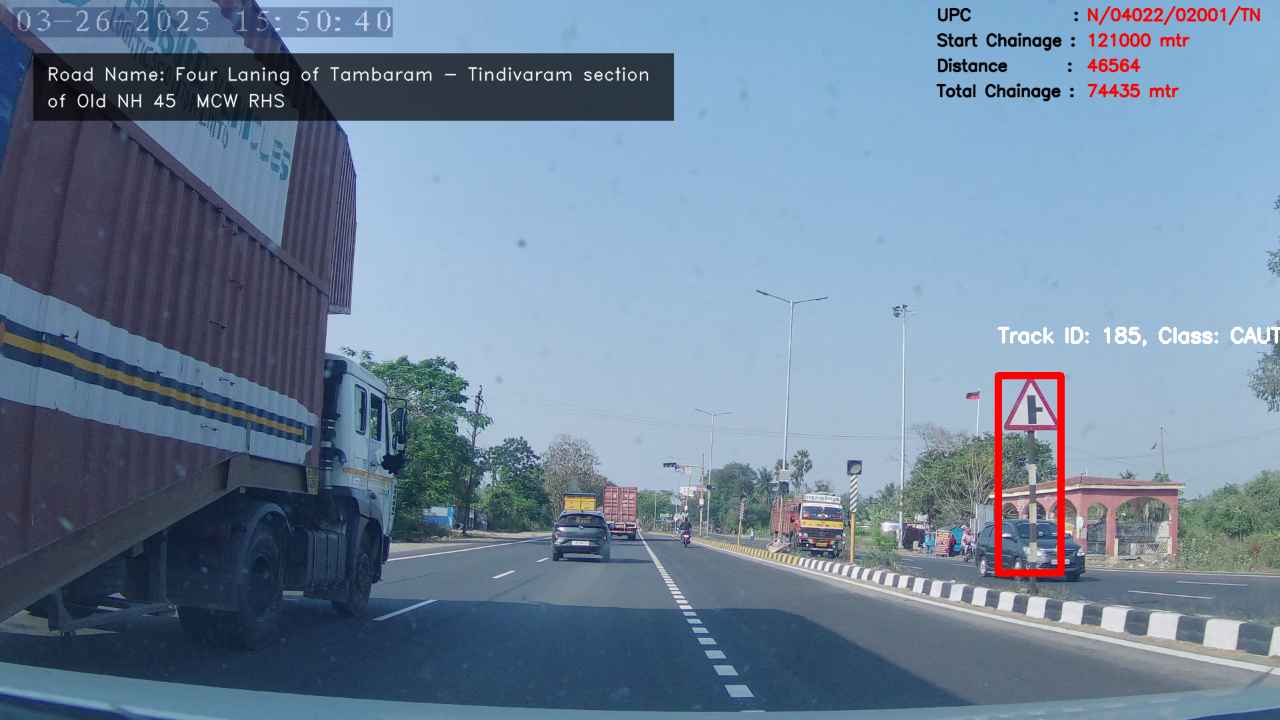 03-26-2025 15:50:40
Road Name: Four Laning of Tambaram - Tindivaram section
of Old NH 45 MCW RHS
UPC : N/04022/02001/TN
Start Chainage : 121000 mtr
Distance : 46564
Total Chainage : 74435 mtr
Track ID: 185, Class: CAUT